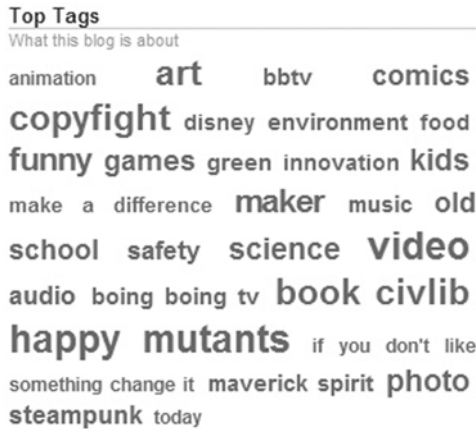 Top Tags
What this blog is about
animation art bbtv comics
copyfight disney environment food
funny games green innovation kids
make a difference maker music old
school safety science video
audio boing boing tv book civlib
happy mutants if you don't like
something change it maverick spirit photo
steampunk today